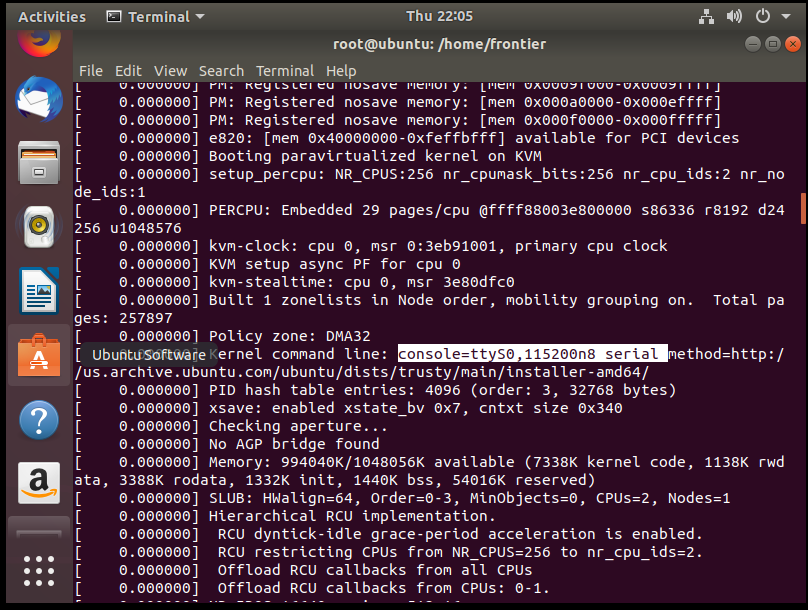 Activities Terminal Thu 22:05
root@ubuntu: /home/frontier
File Edit View Search Terminal Help
[    0.000000] PM: Registered nosave memory: [mem 0x0009f000-0x0009ffff]
[    0.000000] PM: Registered nosave memory: [mem 0x000a0000-0x000effff]
[    0.000000] PM: Registered nosave memory: [mem 0x000f0000-0x000fffff]
[    0.000000] e820: [mem 0x40000000-0xfeffbfff] available for PCI devices
[    0.000000] Booting paravirtualized kernel on KVM
[    0.000000] setup_percpu: NR_CPUS:256 nr_cpumask_bits:256 nr_cpu_ids:2 nr_no
de_ids:1
[    0.000000] PERCPU: Embedded 29 pages/cpu @ffff88003e800000 s86336 r8192 d24
256 u1048576
[    0.000000] kvm-clock: cpu 0, msr 0:3eb91001, primary cpu clock
[    0.000000] KVM setup async PF for cpu 0
[    0.000000] kvm-stealtime: cpu 0, msr 3e80dfc0
[    0.000000] Built 1 zonelists in Node order, mobility grouping on.  Total pa
ges: 257897
[    0.000000] Policy zone: DMA32
Ubuntu Software
[    0.000000] Kernel command line: console=ttyS0,115200n8 serial method=http:/
/us.archive.ubuntu.com/ubuntu/dists/trusty/main/installer-amd64/
[    0.000000] PID hash table entries: 4096 (order: 3, 32768 bytes)
[    0.000000] xsave: enabled xstate_bv 0x7, cntxt size 0x340
[    0.000000] Checking aperture...
[    0.000000] No AGP bridge found
[    0.000000] Memory: 994040K/1048056K available (7338K kernel code, 1138K rwd
ata, 3388K rodata, 1332K init, 1440K bss, 54016K reserved)
[    0.000000] SLUB: HWalign=64, Order=0-3, MinObjects=0, CPUs=2, Nodes=1
[    0.000000] Hierarchical RCU implementation.
[    0.000000]  RCU dyntick-idle grace-period acceleration is enabled.
[    0.000000]  RCU restricting CPUs from NR_CPUS=256 to nr_cpu_ids=2.
[    0.000000]  Offload RCU callbacks from all CPUs
[    0.000000]  Offload RCU callbacks from CPUs: 0-1.